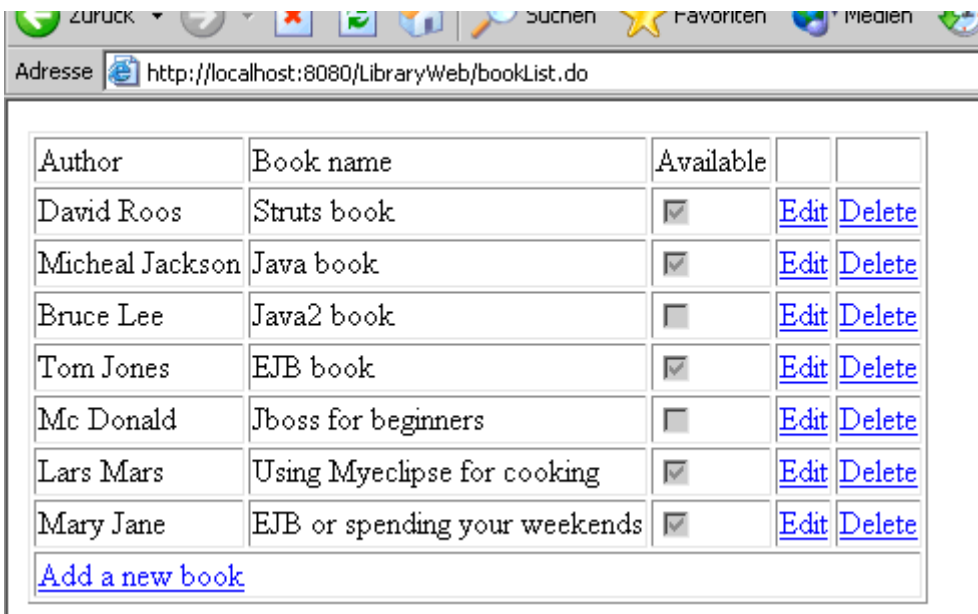 Zurück Suchen Favoriten Medien
Adresse http://localhost:8080/LibraryWeb/bookList.do
Author Book name Available
David Roos Struts book Edit Delete
Micheal Jackson Java book Edit Delete
Bruce Lee Java2 book Edit Delete
Tom Jones EJB book Edit Delete
Mc Donald Jboss for beginners Edit Delete
Lars Mars Using Myeclipse for cooking Edit Delete
Mary Jane EJB or spending your weekends Edit Delete
Add a new book